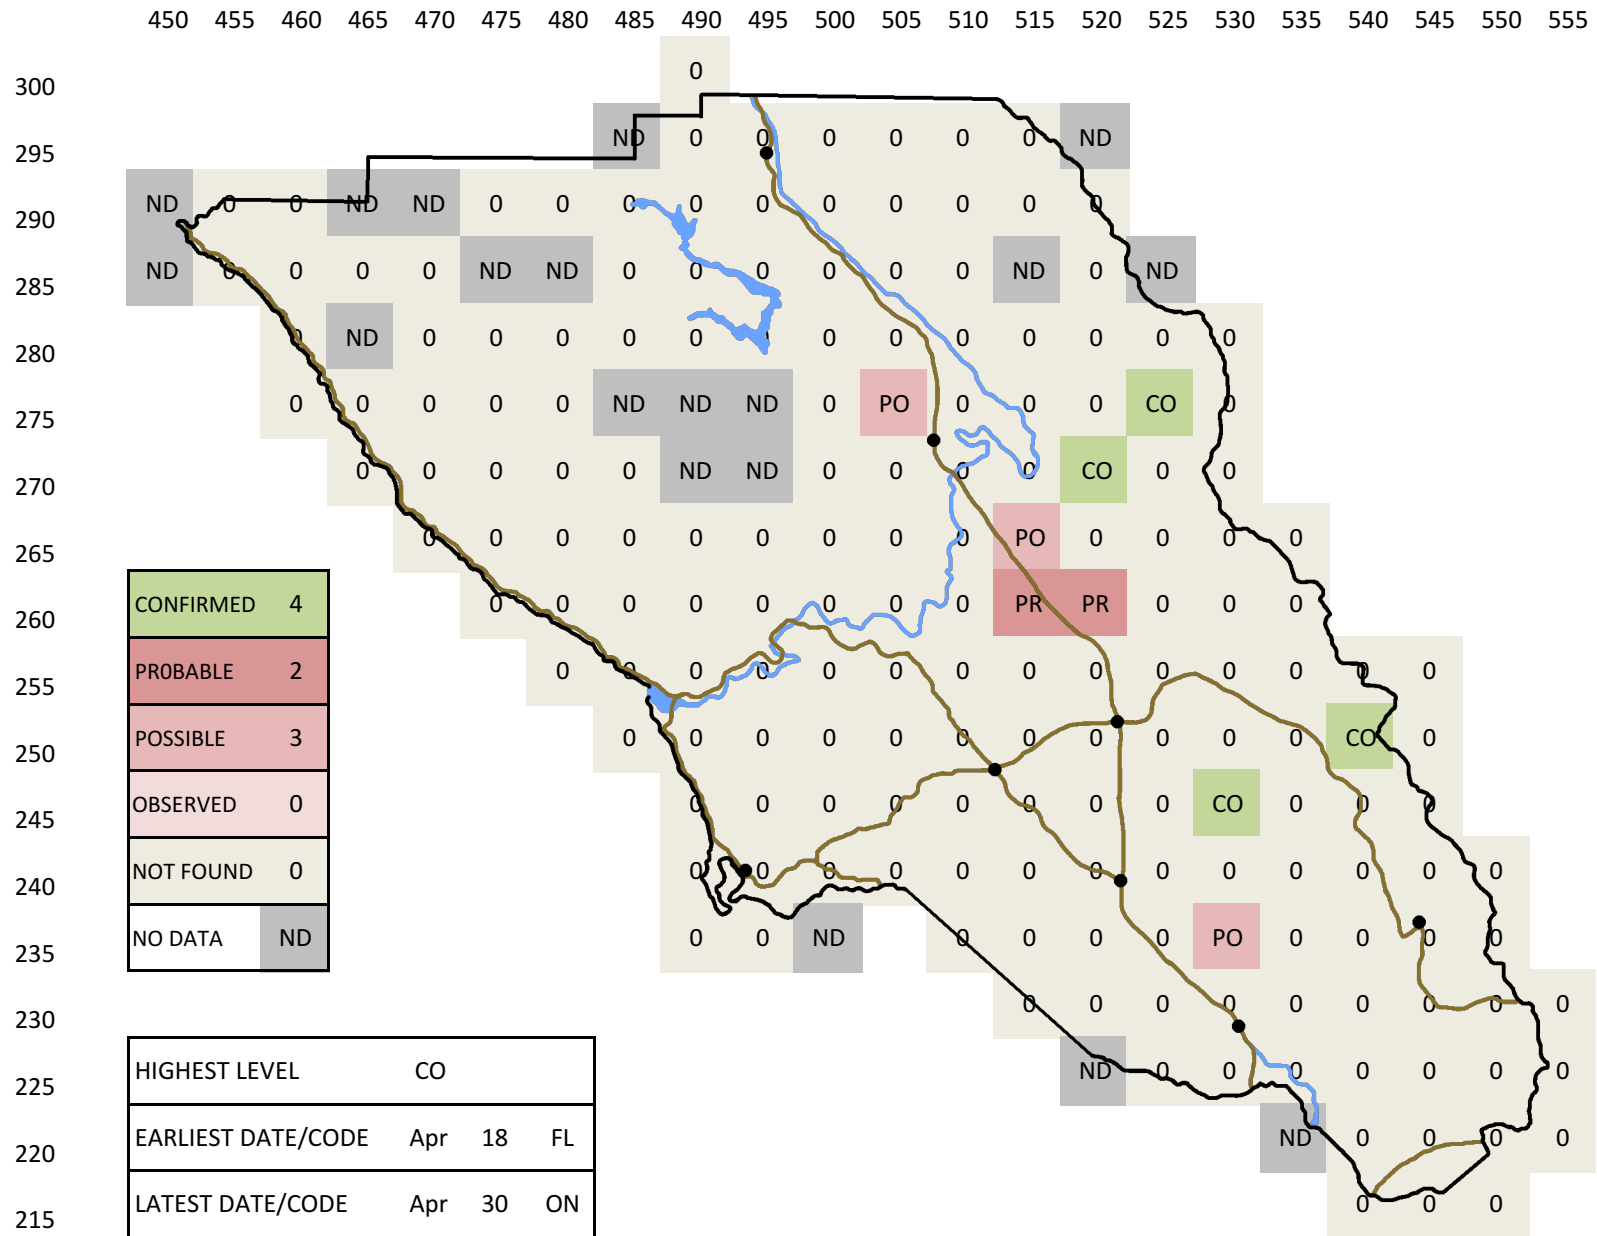 450 455 460 465 470 475 480 485 490 495 500 505 510 515 520 525 530 535 540 545 550 555
300 0
295 ND 0 0 0 0 0 0 ND
290 ND 0 0 ND ND 0 0 0 0 0 0 0 0 0 0
285 ND 0 0 0 0 ND ND 0 0 0 0 0 0 ND 0 ND
280 0 ND 0 0 0 0 0 0 0 0 0 0 0 0 0
275 0 0 0 0 0 ND ND ND 0 PO 0 0 0 CO 0
270 0 0 0 0 0 ND ND 0 0 0 0 CO 0 0
265 0 0 0 0 0 0 0 0 0 PO 0 0 0 0
260 0 0 0 0 0 0 0 0 PR PR 0 0 0
255 0 0 0 0 0 0 0 0 0 0 0 0 0 0
250 0 0 0 0 0 0 0 0 0 0 0 CO 0
245 0 0 0 0 0 0 0 0 CO 0 0 0
240 0 0 0 0 0 0 0 0 0 0 0 0 0
235 0 0 ND 0 0 0 0 PO 0 0 0 0
230 0 0 0 0 0 0 0 0 0
225 ND 0 0 0 0 0 0 0
220 ND 0 0 0 0
215 0 0 0
CONFIRMED 4
PR0BABLE 2
POSSIBLE 3
OBSERVED 0
NOT FOUND 0
NO DATA ND
HIGHEST LEVEL CO
EARLIEST DATE/CODE Apr 18 FL
LATEST DATE/CODE Apr 30 ON